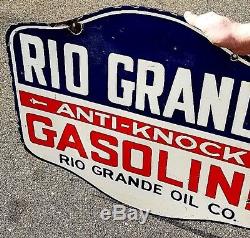 RIO GRAND
ANTI-KNOCK
GASOLIN
RIO GRANDE OIL CO.